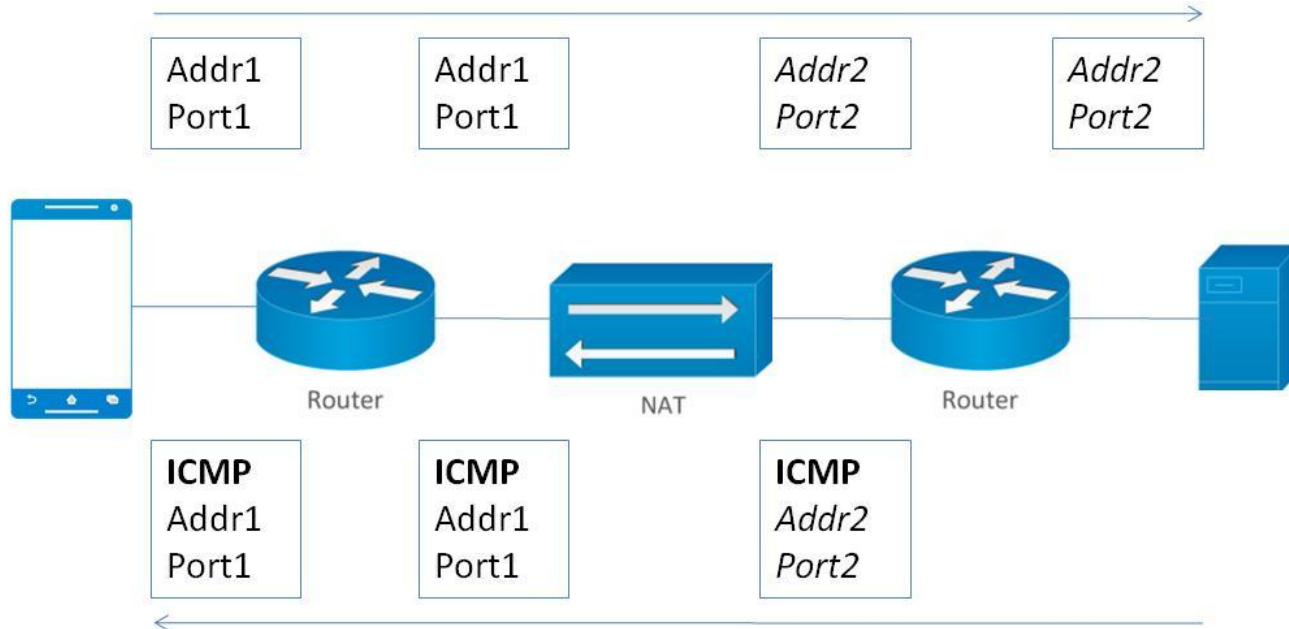 Addr1
Port1
Addr1
Port1
Addr2
Port2
Addr2
Port2
Router
NAT
Router
ICMP
Addr1
Port1
ICMP
Addr1
Port1
ICMP
Addr2
Port2